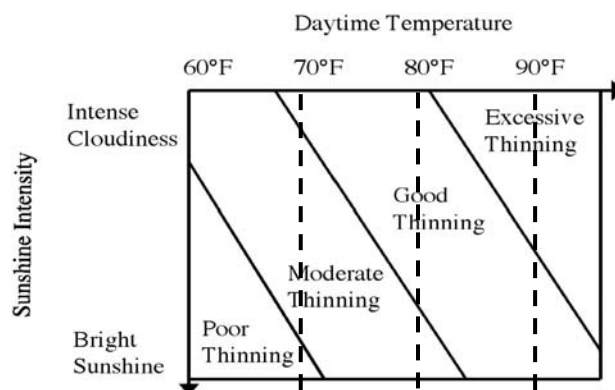 Daytime Temperature
60°F 70°F 80°F 90°F
Intense
Cloudiness
Excessive
Thinning
Sunshine Intensity
Good
Thinning
Moderate
Thinning
Poor
Thinning
Bright
Sunshine